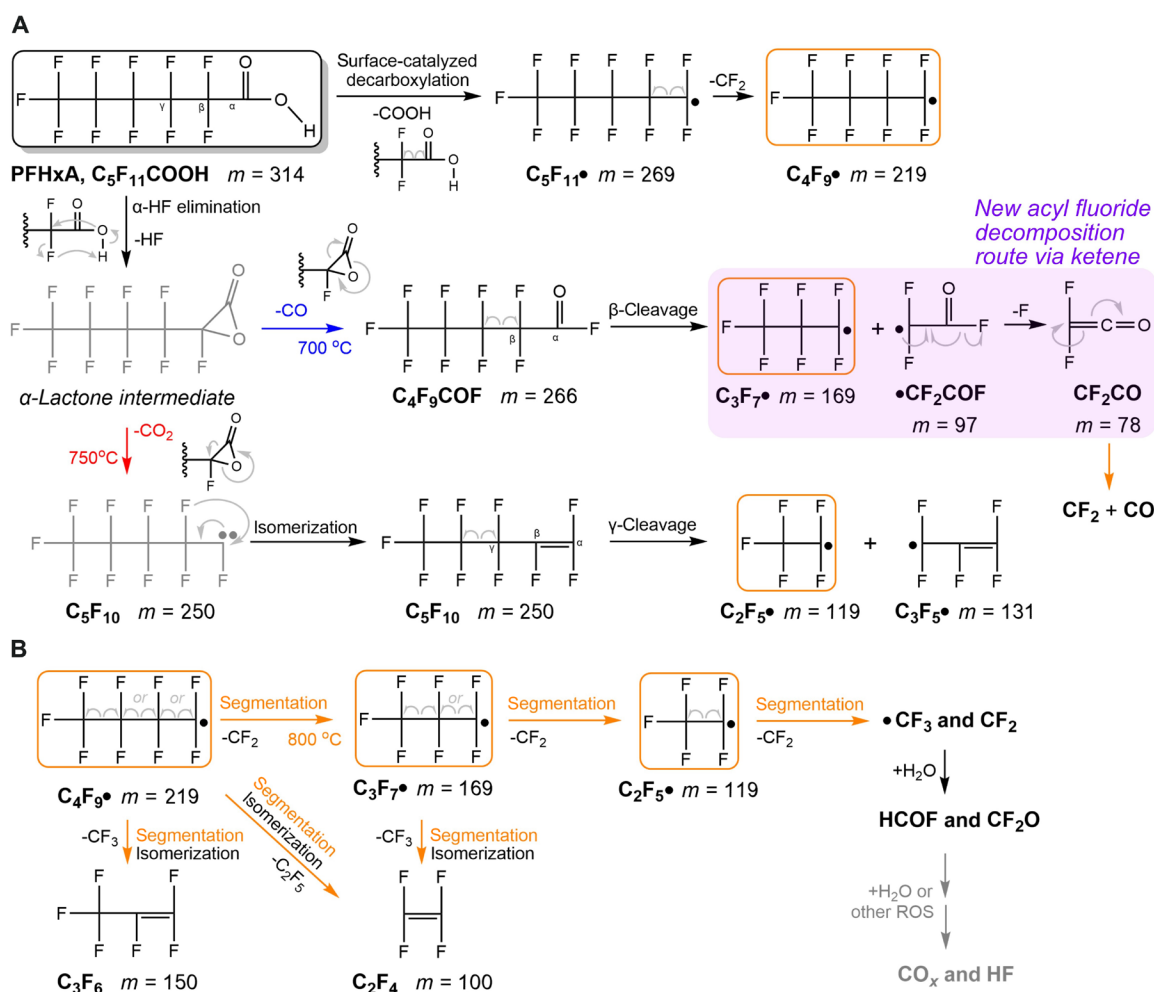 A
Surface-catalyzed
decarboxylation
-COOH
-CF₂
F F F F F O
F γ β α O
F F F F F H
F F F F F
F
F F F F F
F F F F
F
F F F F
PFHxA, C₅F₁₁COOH m = 314
F O
O
F H
C₅F₁₁• m = 269
C₄F₉• m = 219
F O
O
F H
α-HF elimination
-HF
New acyl fluoride
decomposition
route via ketene
O
O
F
F F F F O
F O
F F F F F
-CO
700 °C
F F F F O
F β α F
F F F F
β-Cleavage
F F F
F
F F F
+
F O
F
F
-F
F
C O
F
α-Lactone intermediate
C₄F₉COF m = 266
C₃F₇• m = 169
•CF₂COF
m = 97
CF₂CO
m = 78
-CO₂
750°C
O
O
F
CF₂ + CO
F F F F
F
F F F F F
Isomerization
F F F β F
F γ α
F F F F F
γ-Cleavage
F F
F
F F
+
F F
F F F
C₅F₁₀ m = 250
C₅F₁₀ m = 250
C₂F₅• m = 119
C₃F₅• m = 131
B
F F F F
or or
F
F F F F
Segmentation
-CF₂
800 °C
F F F
or
F
F F F
Segmentation
-CF₂
F F
F
F F
Segmentation
-CF₂
•CF₃ and CF₂
+H₂O
C₄F₉• m = 219
C₃F₇• m = 169
C₂F₅• m = 119
HCOF and CF₂O
-CF₃
Segmentation
Isomerization
Segmentation
Isomerization
-C₂F₅
-CF₃
Segmentation
Isomerization
+H₂O or
other ROS
F F
F
F F F
F F
F F
COₓ and HF
C₃F₆ m = 150
C₂F₄ m = 100